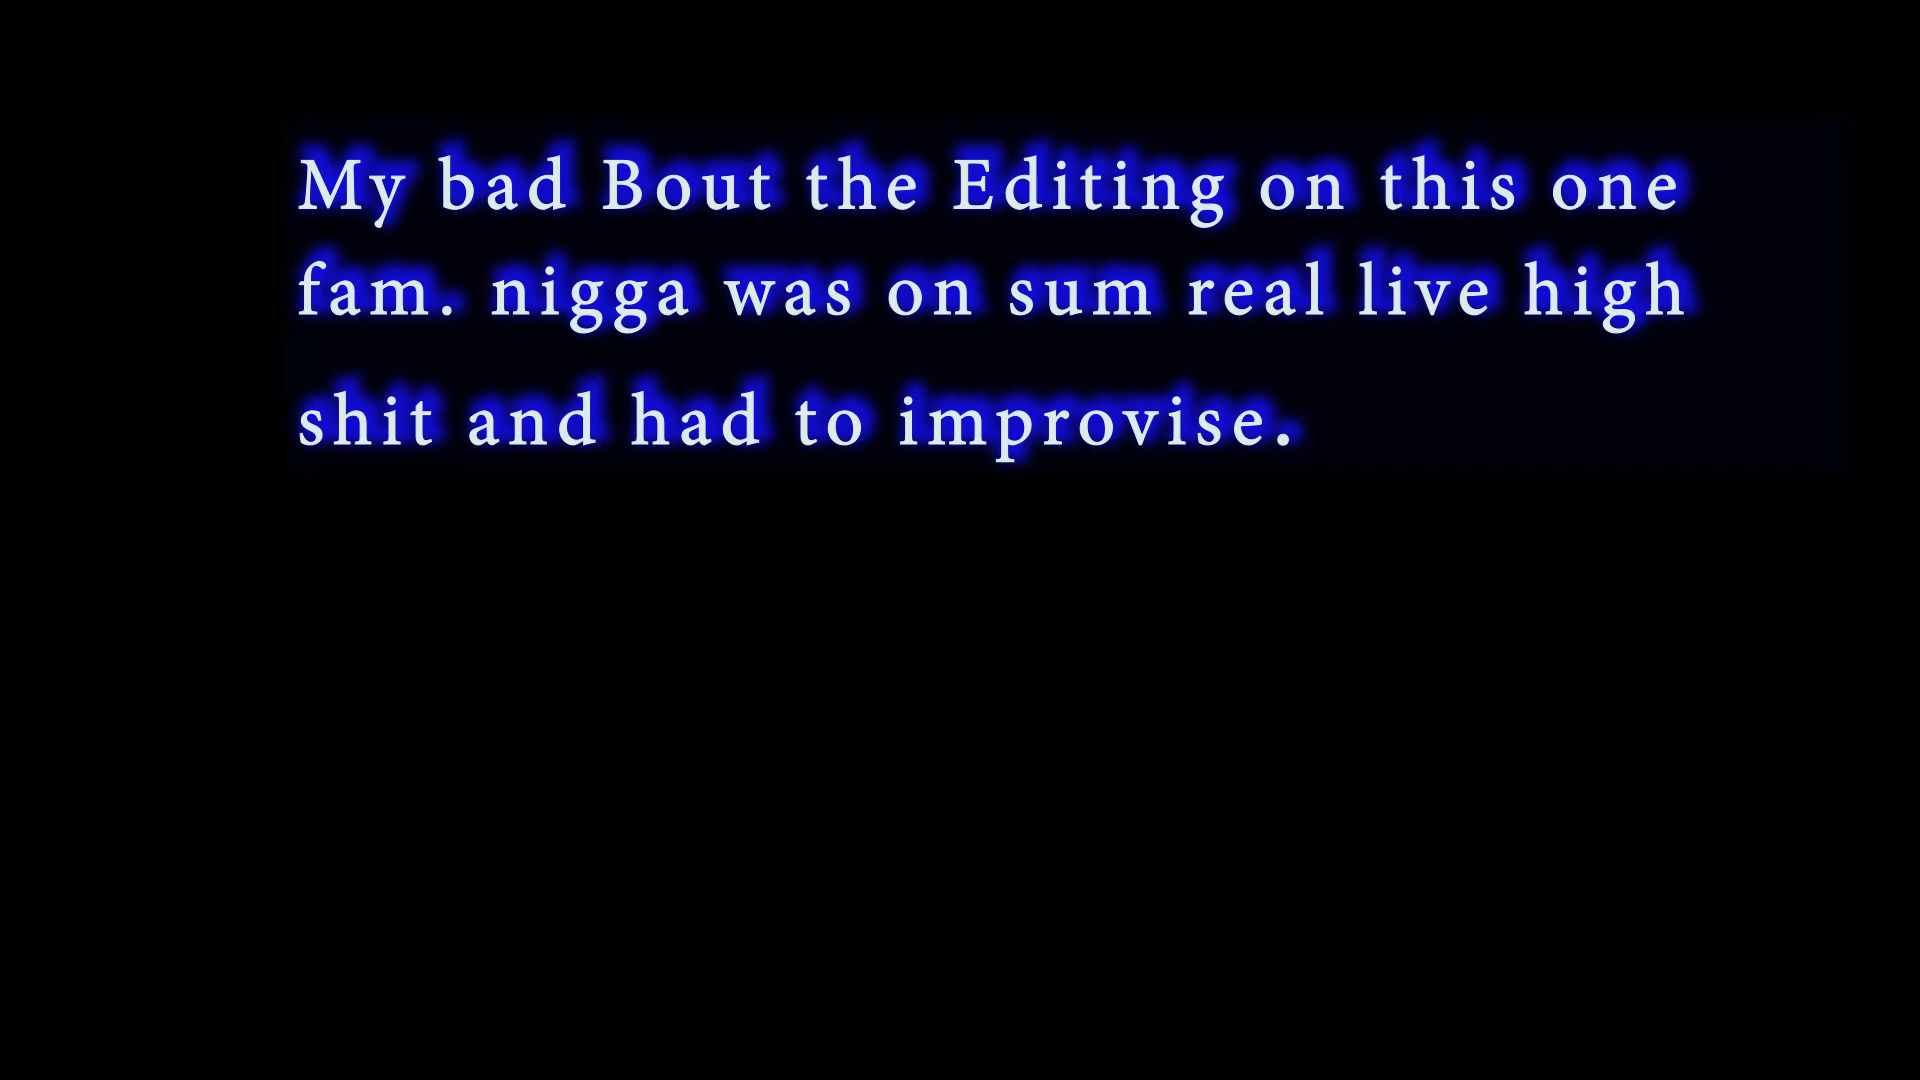 My bad Bout the Editing on this one
fam. nigga was on sum real live high
shit and had to improvise.